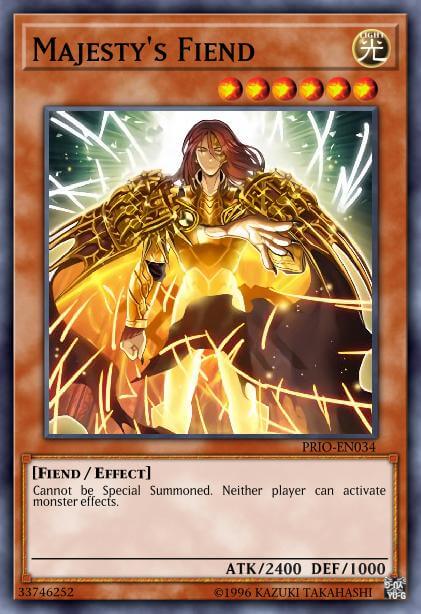 Majesty's Fiend
LIGHT
光
PRIO-EN034
[Fiend / Effect]
Cannot be Special Summoned. Neither player can activate
monster effects.
ATK/2400 DEF/1000
33746252
©1996 KAZUKI TAKAHASHI